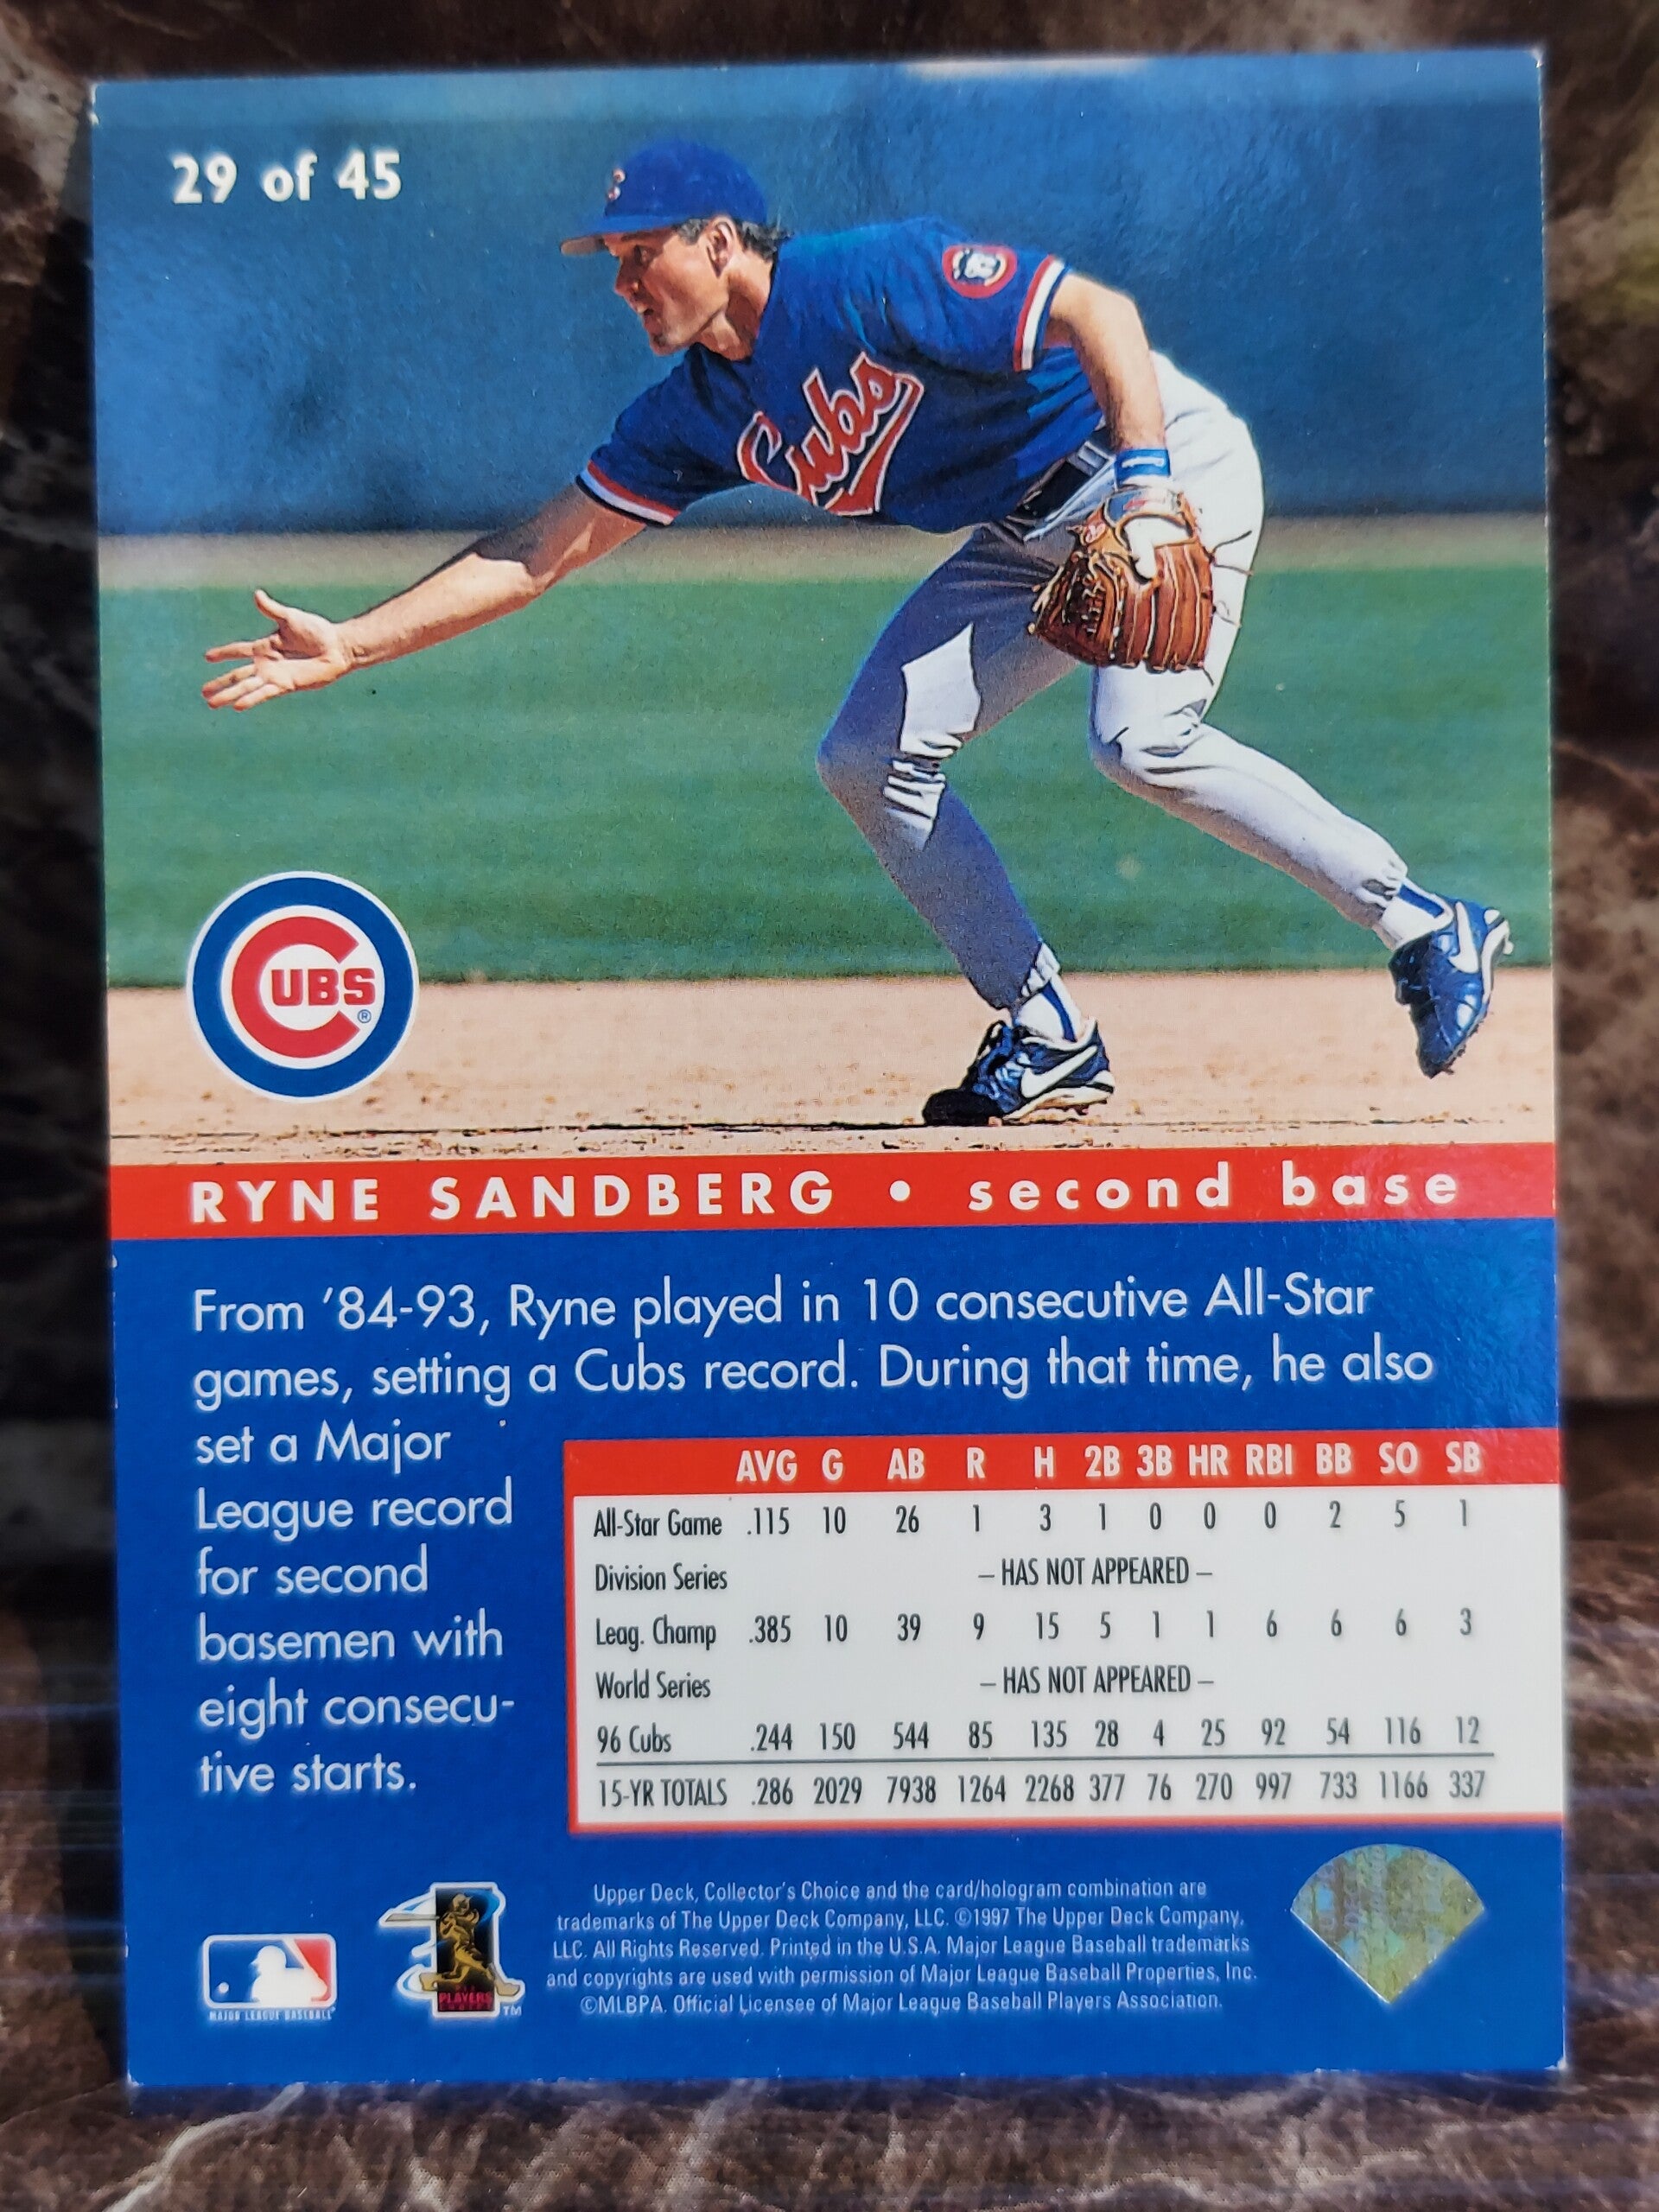 29 of 45
Cubs
CUBS®
RYNE SANDBERG • second base
From '84-93, Ryne played in 10 consecutive All-Star
games, setting a Cubs record. During that time, he also
set a Major
League record
for second
basemen with
eight consecu-
tive starts.
AVG G AB R H 2B 3B HR RBI BB SO SB
All-Star Game .115 10 26 1 3 1 0 0 0 2 5 1
Division Series – HAS NOT APPEARED –
Leag. Champ .385 10 39 9 15 5 1 1 6 6 6 3
World Series – HAS NOT APPEARED –
96 Cubs .244 150 544 85 135 28 4 25 92 54 116 12
15-YR TOTALS .286 2029 7938 1264 2268 377 76 270 997 733 1166 337
Upper Deck, Collector's Choice and the card/hologram combination are
trademarks of The Upper Deck Company, LLC. ©1997 The Upper Deck Company,
LLC. All Rights Reserved. Printed in the U.S.A. Major League Baseball trademarks
and copyrights are used with permission of Major League Baseball Properties, Inc.
©MLBPA. Official Licensee of Major League Baseball Players Association.
MAJOR LEAGUE BASEBALL
PLAYERS
TM